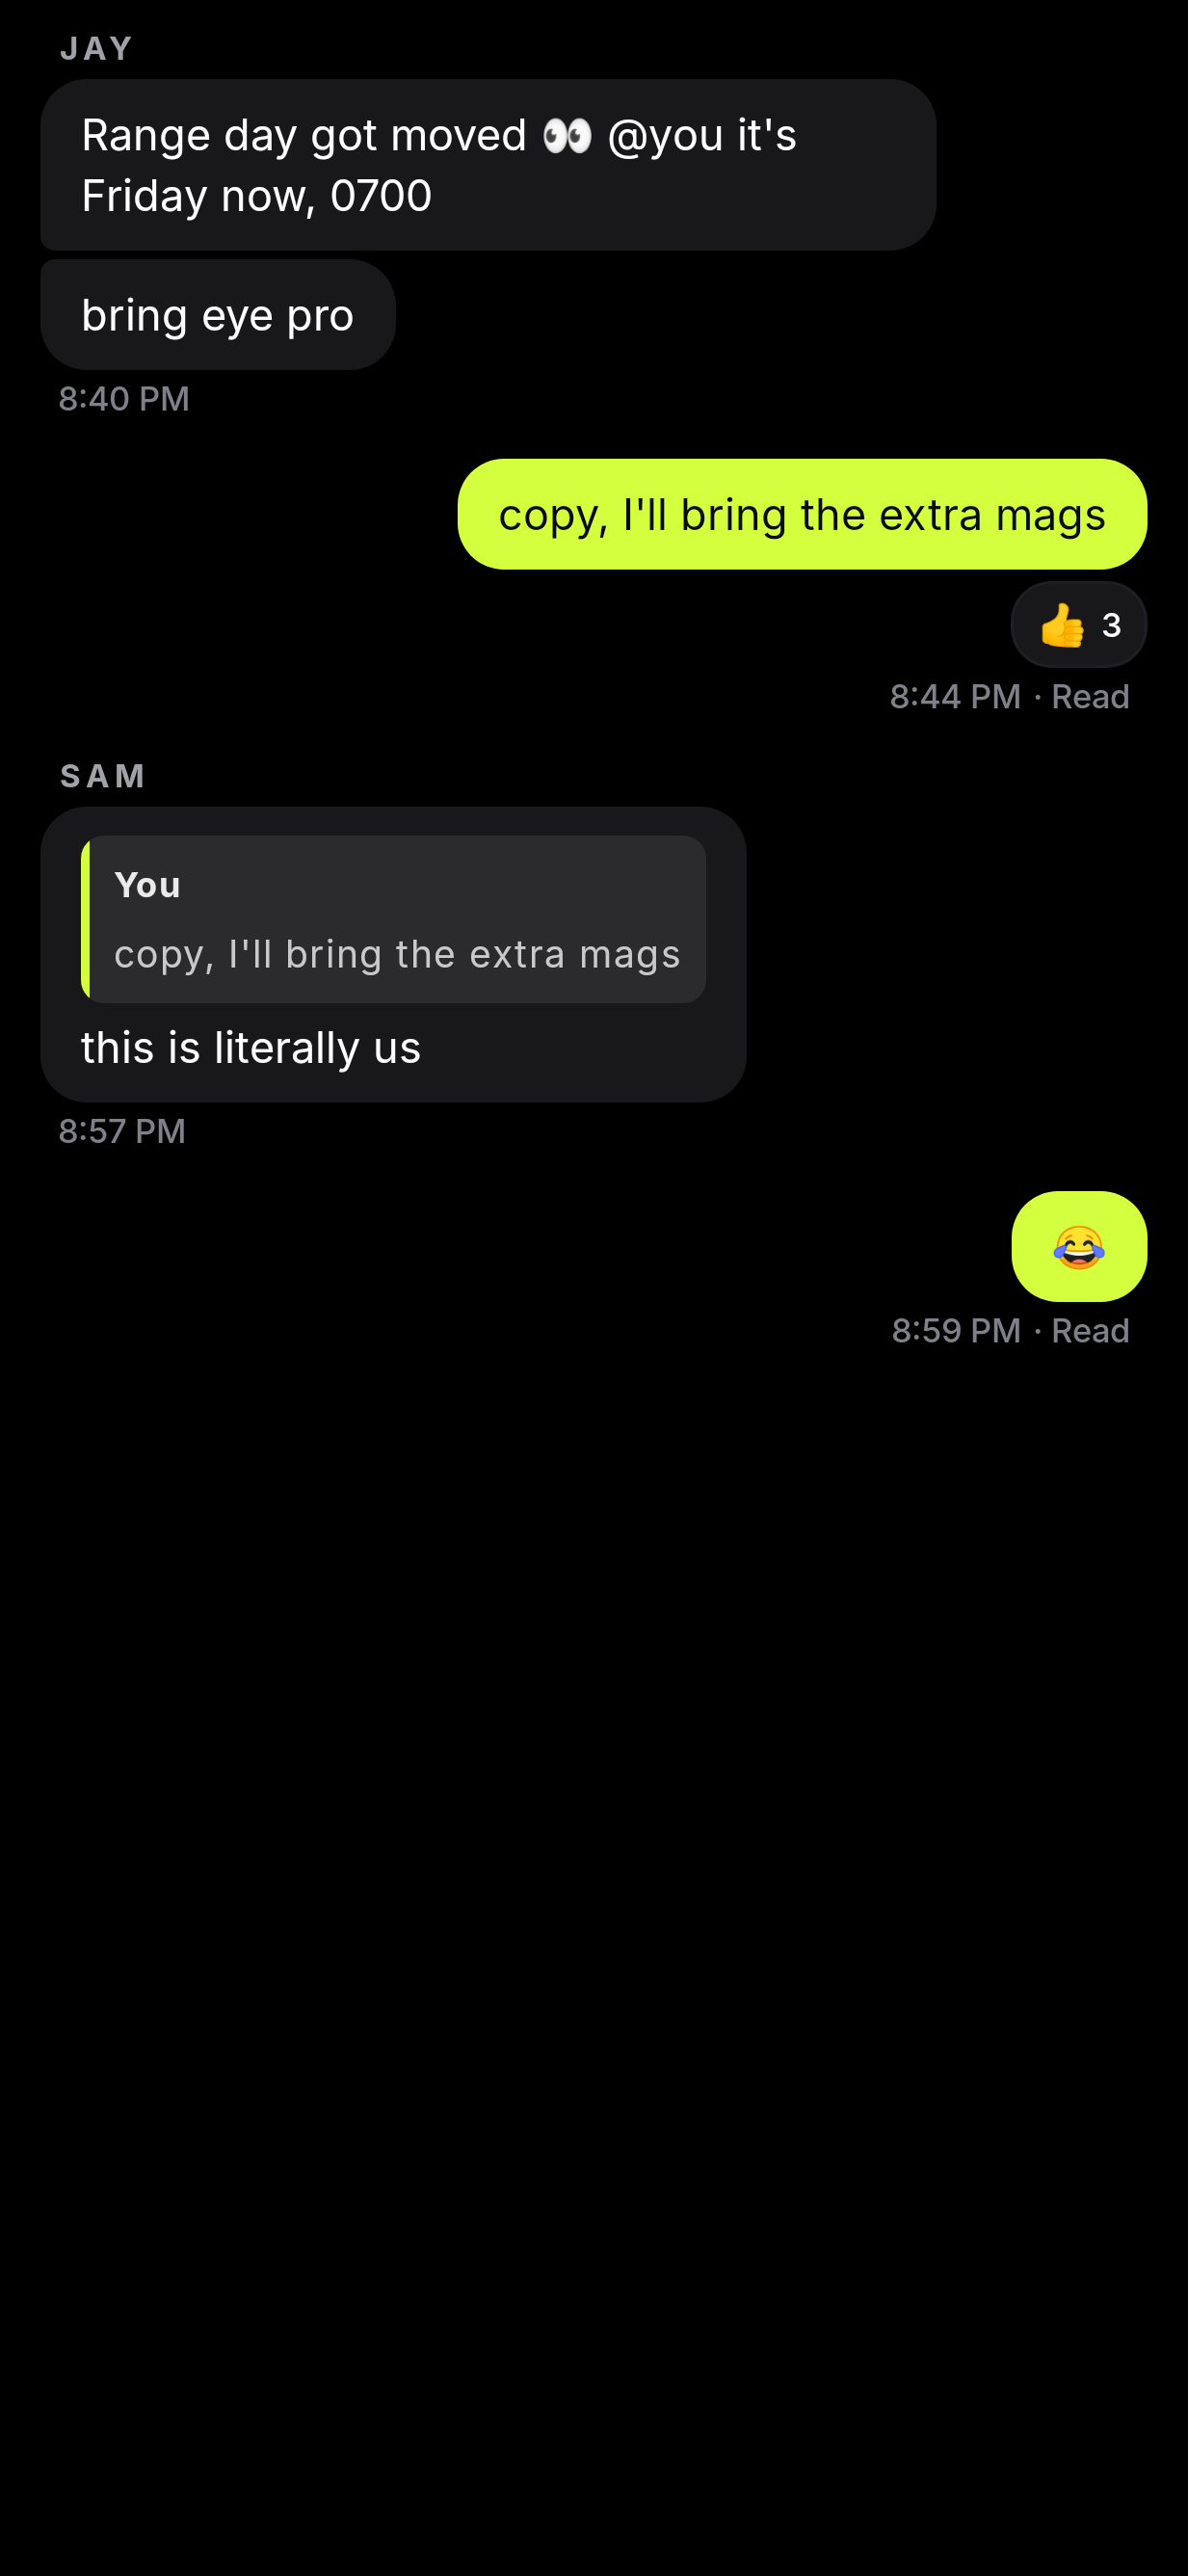 JAY
Range day got moved 👀 @you it's
Friday now, 0700
bring eye pro
8:40 PM
copy, I'll bring the extra mags
👍 3
8:44 PM · Read
SAM
You
copy, I'll bring the extra mags
this is literally us
8:57 PM
😂
8:59 PM · Read